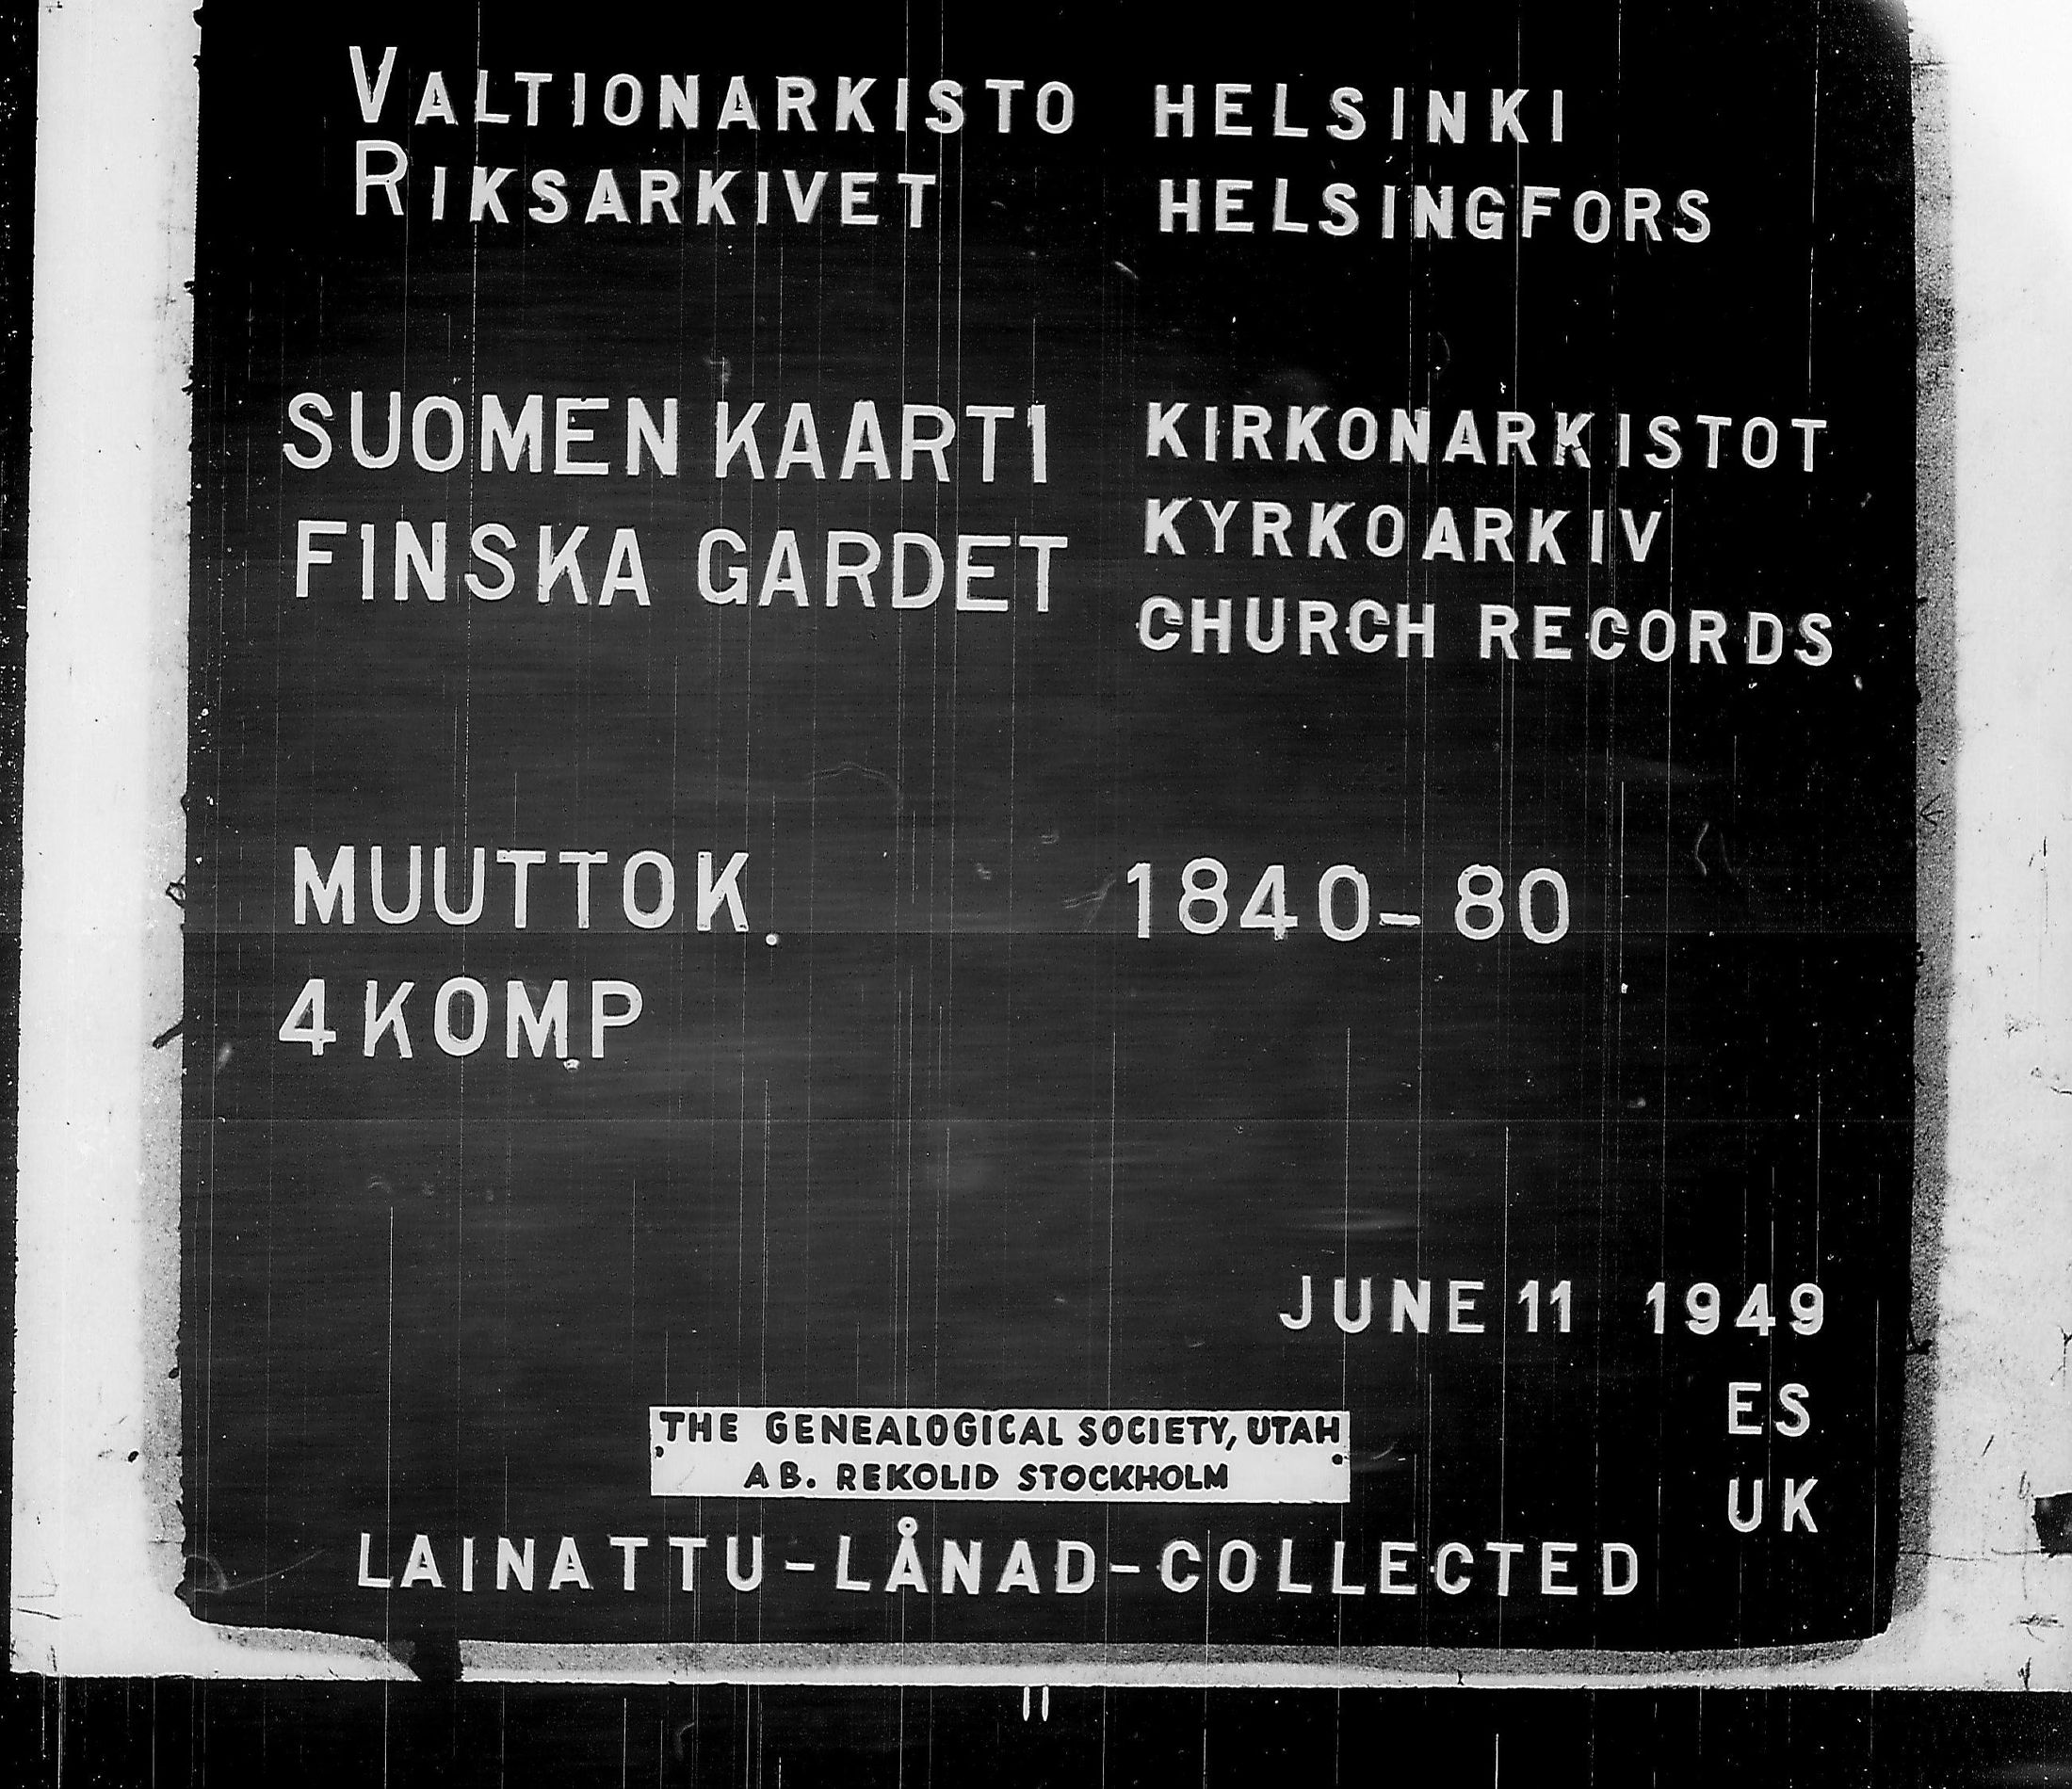 VALTIONARKISTO HELSINKI
RIKSARKIVET HELSINGFORS
SUOMEN KAARTI
FINSKA GARDET
KIRKONARKISTOT
KYRKOARKIV
CHURCH RECORDS
MUUTTOK. 1840-80
4 KOMP
JUNE 11 1949
ES
UK
THE GENEALOGICAL SOCIETY, UTAH
AB. REKOLID STOCKHOLM
LAINATTU-LÅNAD-COLLECTED